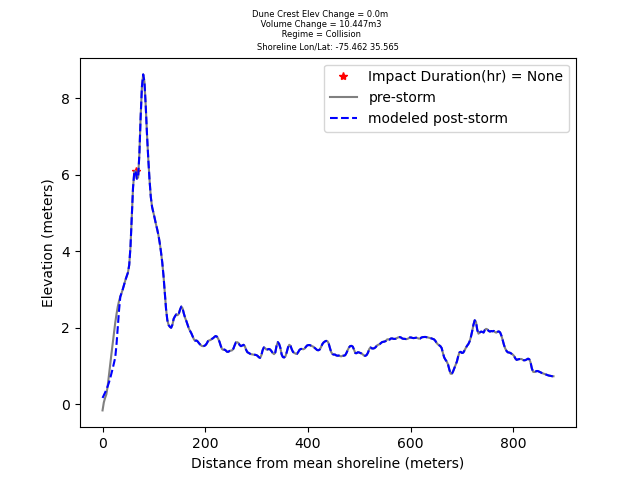 Dune Crest Elev Change = 0.0m
Volume Change = 10.447m3
Regime = Collision
Shoreline Lon/Lat: -75.462 35.565
Impact Duration(hr) = None
pre-storm
modeled post-storm
8
6
4
2
0
Elevation (meters)
0 200 400 600 800
Distance from mean shoreline (meters)